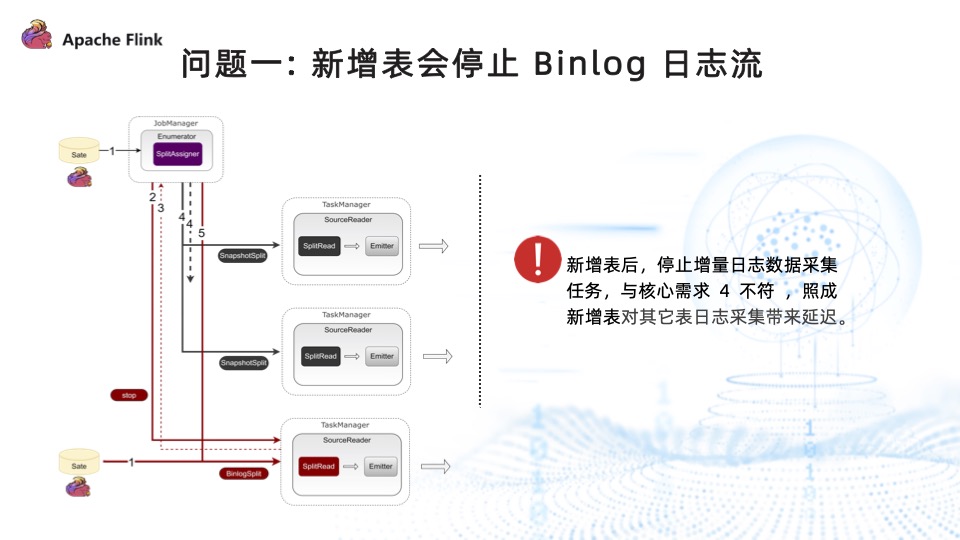 Apache Flink
问题一: 新增表会停止 Binlog 日志流
JobManager
Enumerator
SplitAssigner
Sate
1
2
3
4
4
5
TaskManager
SourceReader
SplitRead
Emitter
SnapshotSplit
TaskManager
SourceReader
SplitRead
Emitter
SnapshotSplit
stop
TaskManager
SourceReader
SplitRead
Emitter
Sate
1
BinlogSplit
新增表后，停止增量日志数据采集
任务，与核心需求 4 不符 ，照成
新增表对其它表日志采集带来延迟。